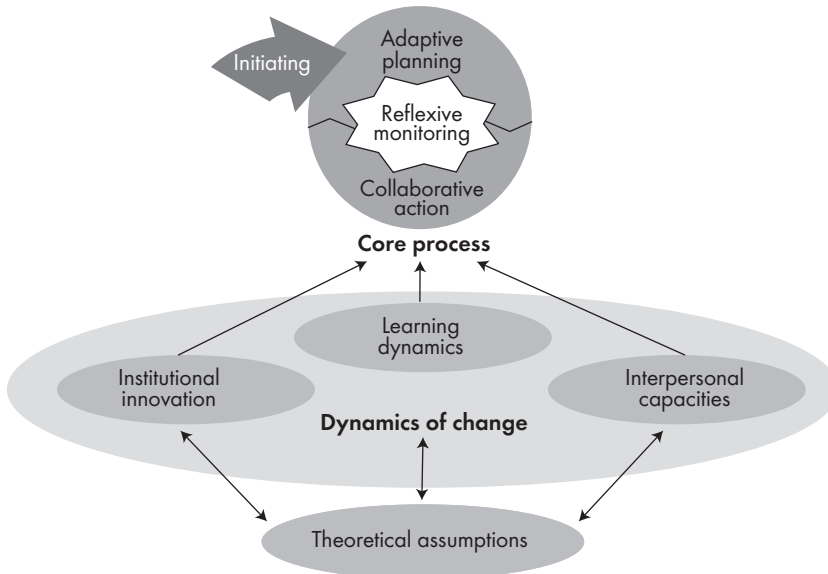 Initiating
Adaptive
planning
Reflexive
monitoring
Collaborative
action
Core process
Learning
dynamics
Institutional
innovation
Interpersonal
capacities
Dynamics of change
Theoretical assumptions